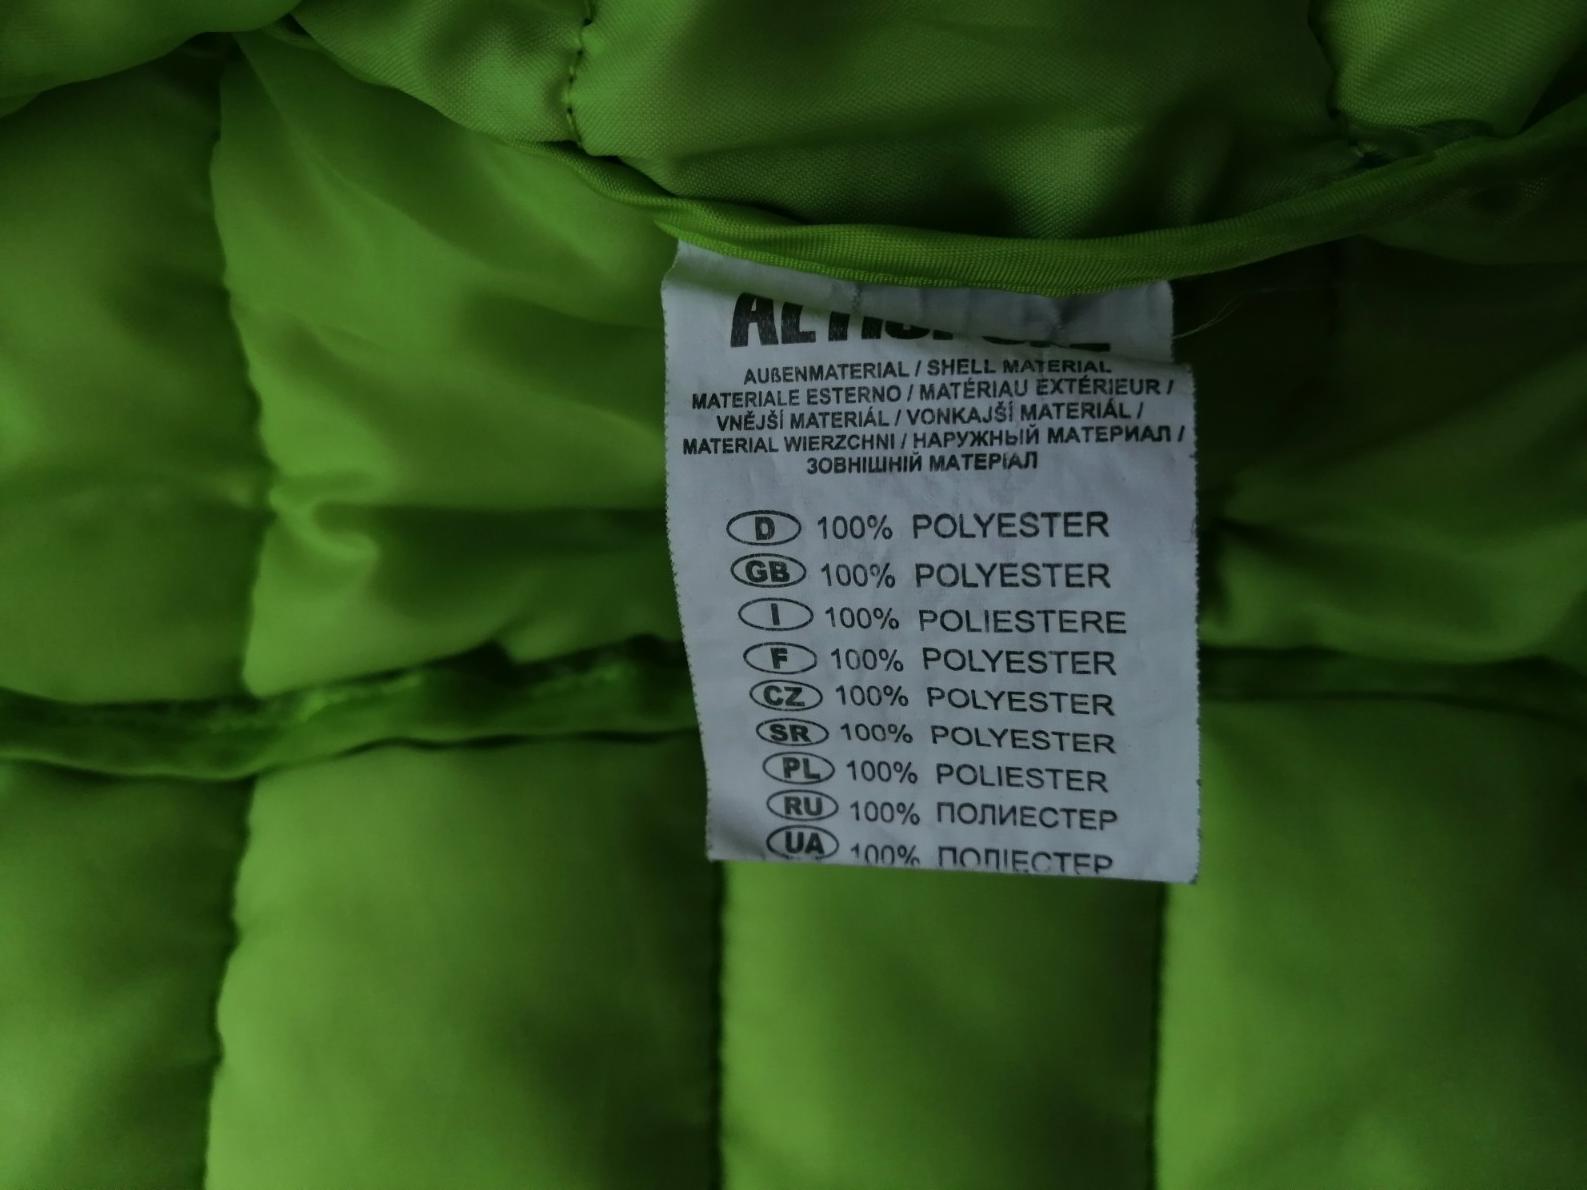 AUßENMATERIAL / SHELL MATERIAL
MATERIALE ESTERNO / MATÉRIAU EXTÉRIEUR /
VNĚJŠÍ MATERIÁL / VONKAJŠÍ MATERIÁL /
MATERIAL WIERZCHNI / НАРУЖНЫЙ МАТЕРИАЛ /
ЗОВНІШНІЙ МАТЕРІАЛ
D 100% POLYESTER
GB 100% POLYESTER
I 100% POLIESTERE
F 100% POLYESTER
CZ 100% POLYESTER
SR 100% POLYESTER
PL 100% POLIESTER
RU 100% ПОЛИЕСТЕР
UA 100% ПОЛІЕСТЕР